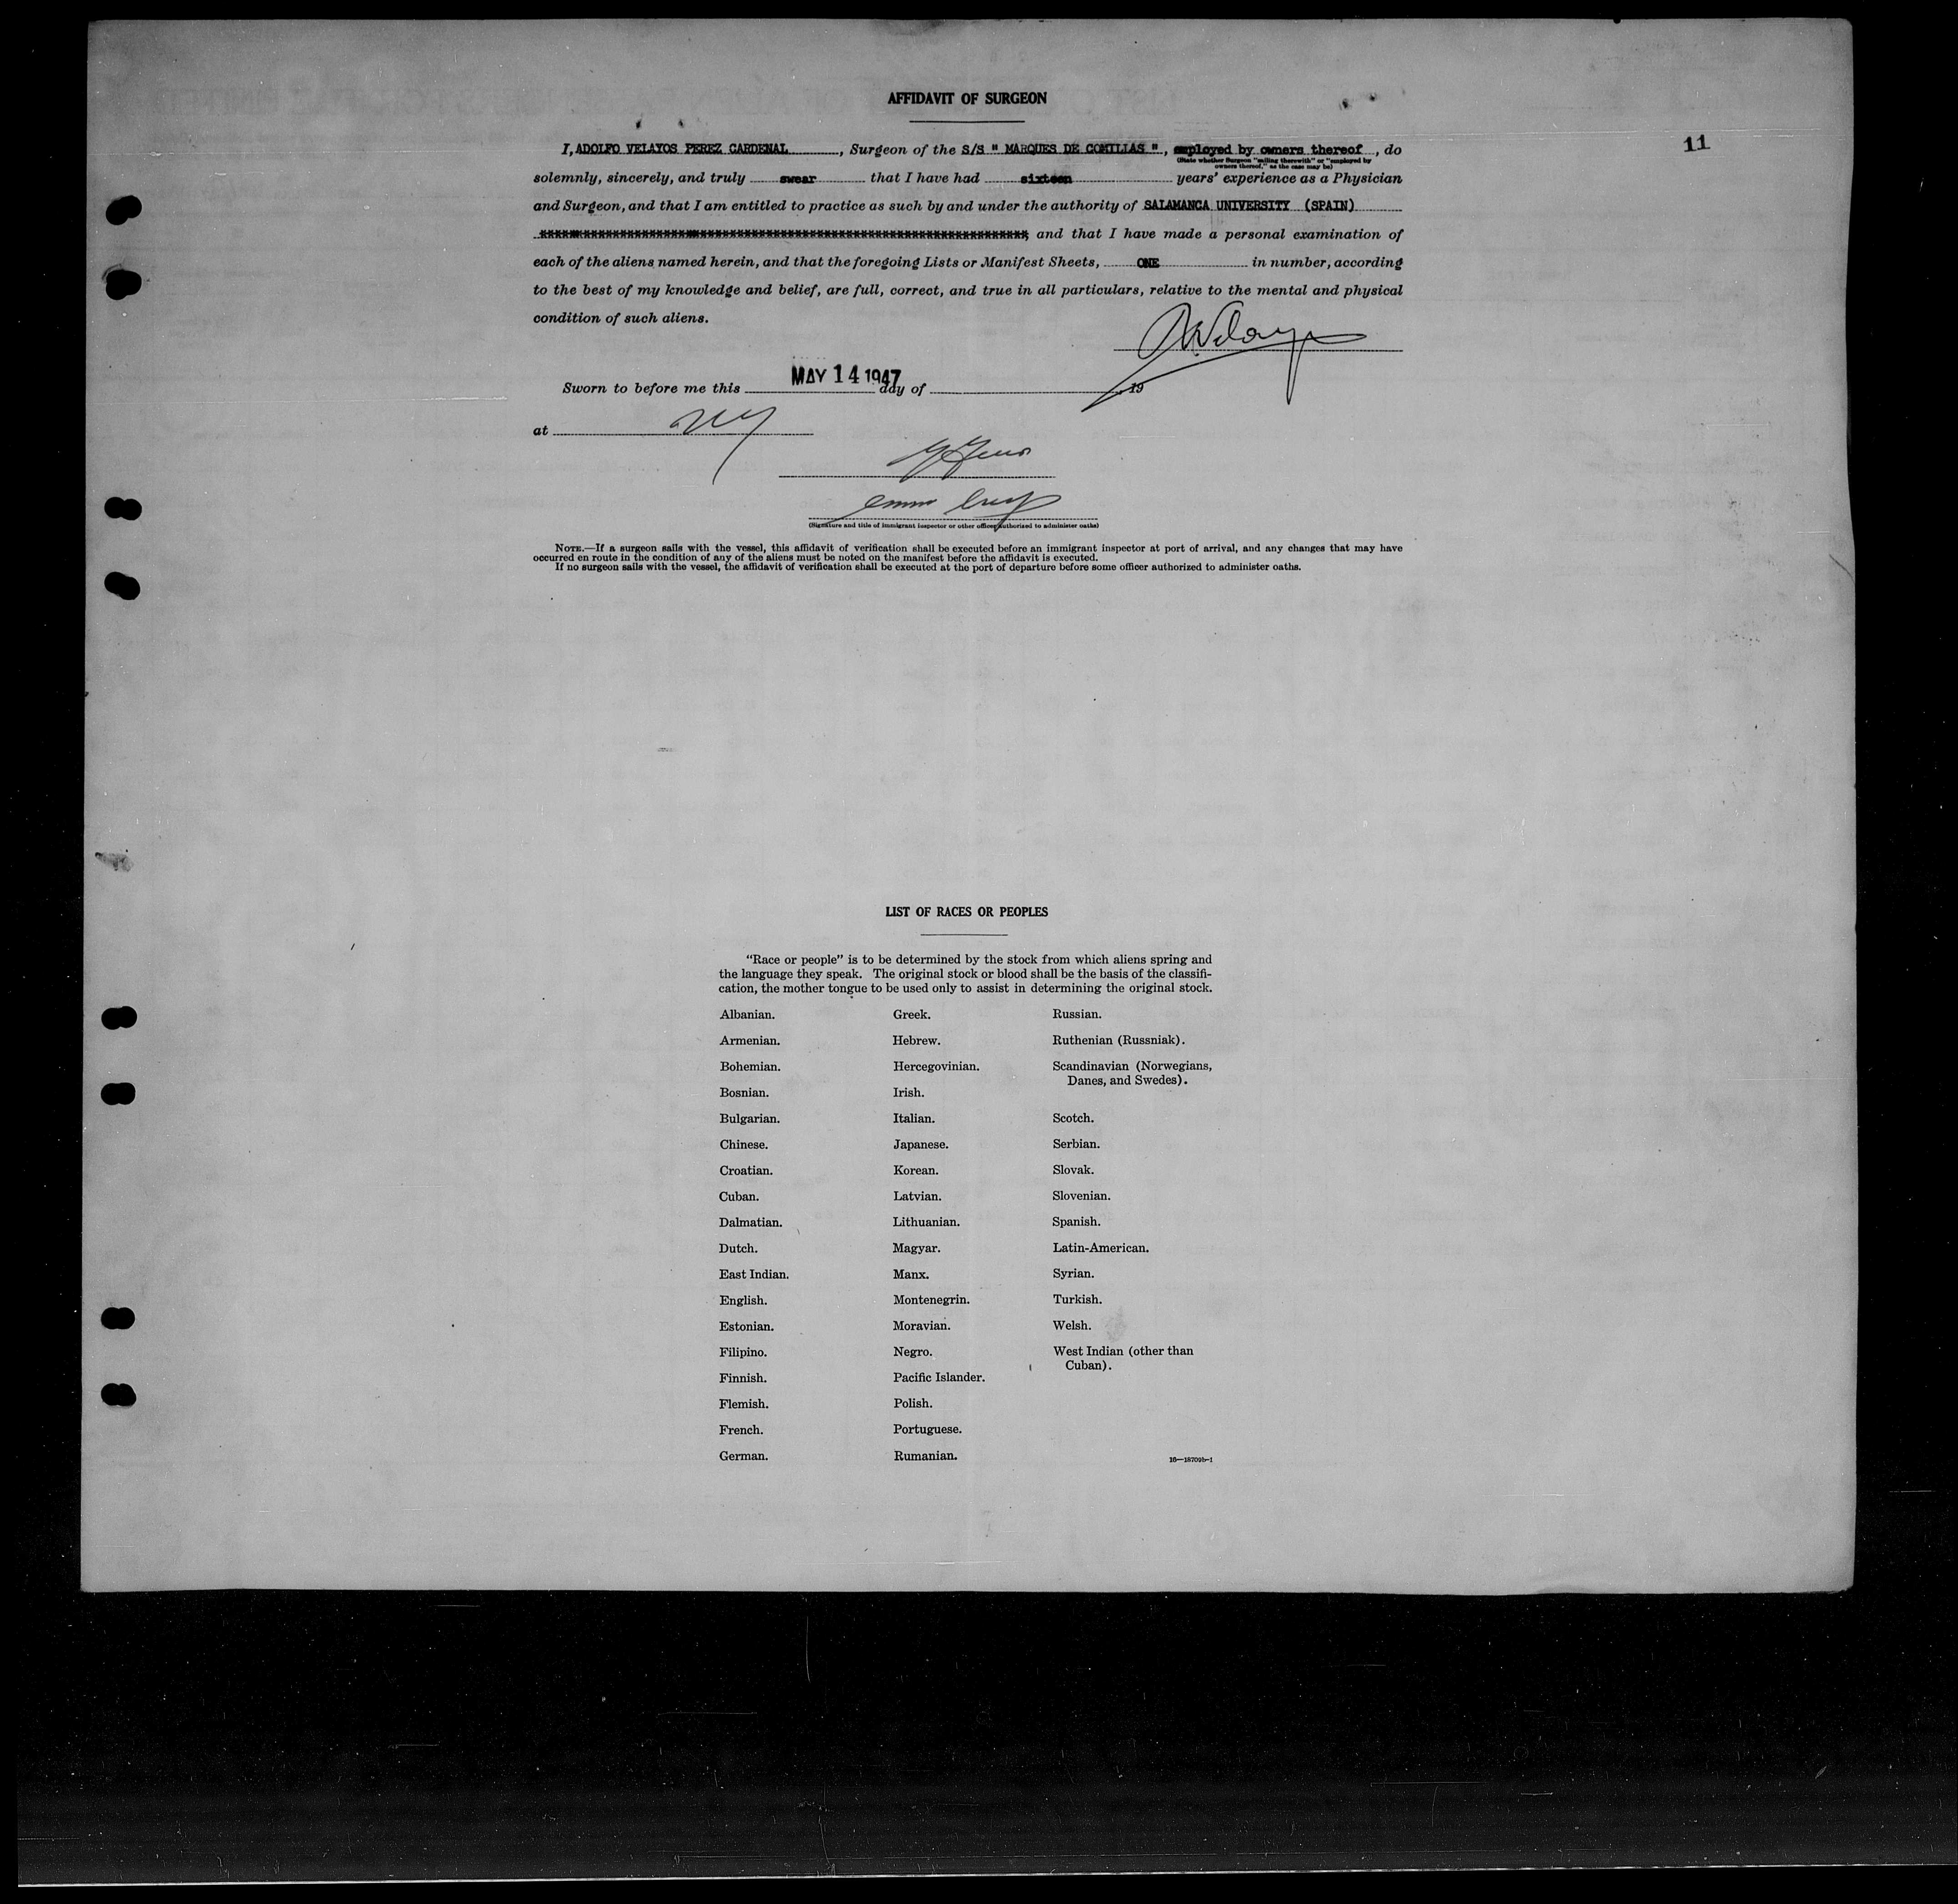 AFFIDAVIT OF SURGEON
11
I, ADOLFO VELAYOS PEREZ CARDENAL, Surgeon of the S/S " MARQUES DE COMILLAS ", employed by owners thereof, do
(State whether Surgeon "sailing therewith" or "employed by
owners thereof," as the case may be)
solemnly, sincerely, and truly swear that I have had sixteen years' experience as a Physician
and Surgeon, and that I am entitled to practice as such by and under the authority of SALAMANCA UNIVERSITY (SPAIN)
and that I have made a personal examination of
each of the aliens named herein, and that the foregoing Lists or Manifest Sheets, ONE in number, according
to the best of my knowledge and belief, are full, correct, and true in all particulars, relative to the mental and physical
condition of such aliens.
Sworn to before me this MAY 14 1947 day of 19
at NY
(Signature and title of immigrant inspector or other officer authorized to administer oaths)
NOTE.—If a surgeon sails with the vessel, this affidavit of verification shall be executed before an immigrant inspector at port of arrival, and any changes that may have
occurred en route in the condition of any of the aliens must be noted on the manifest before the affidavit is executed.
If no surgeon sails with the vessel, the affidavit of verification shall be executed at the port of departure before some officer authorized to administer oaths.
LIST OF RACES OR PEOPLES
"Race or people" is to be determined by the stock from which aliens spring and
the language they speak. The original stock or blood shall be the basis of the classifi-
cation, the mother tongue to be used only to assist in determining the original stock.
Albanian.
Armenian.
Bohemian.
Bosnian.
Bulgarian.
Chinese.
Croatian.
Cuban.
Dalmatian.
Dutch.
East Indian.
English.
Estonian.
Filipino.
Finnish.
Flemish.
French.
German.
Greek.
Hebrew.
Hercegovinian.
Irish.
Italian.
Japanese.
Korean.
Latvian.
Lithuanian.
Magyar.
Manx.
Montenegrin.
Moravian.
Negro.
Pacific Islander.
Polish.
Portuguese.
Rumanian.
Russian.
Ruthenian (Russniak).
Scandinavian (Norwegians,
Danes, and Swedes).
Scotch.
Serbian.
Slovak.
Slovenian.
Spanish.
Latin-American.
Syrian.
Turkish.
Welsh.
West Indian (other than
Cuban).
16—18709b-1